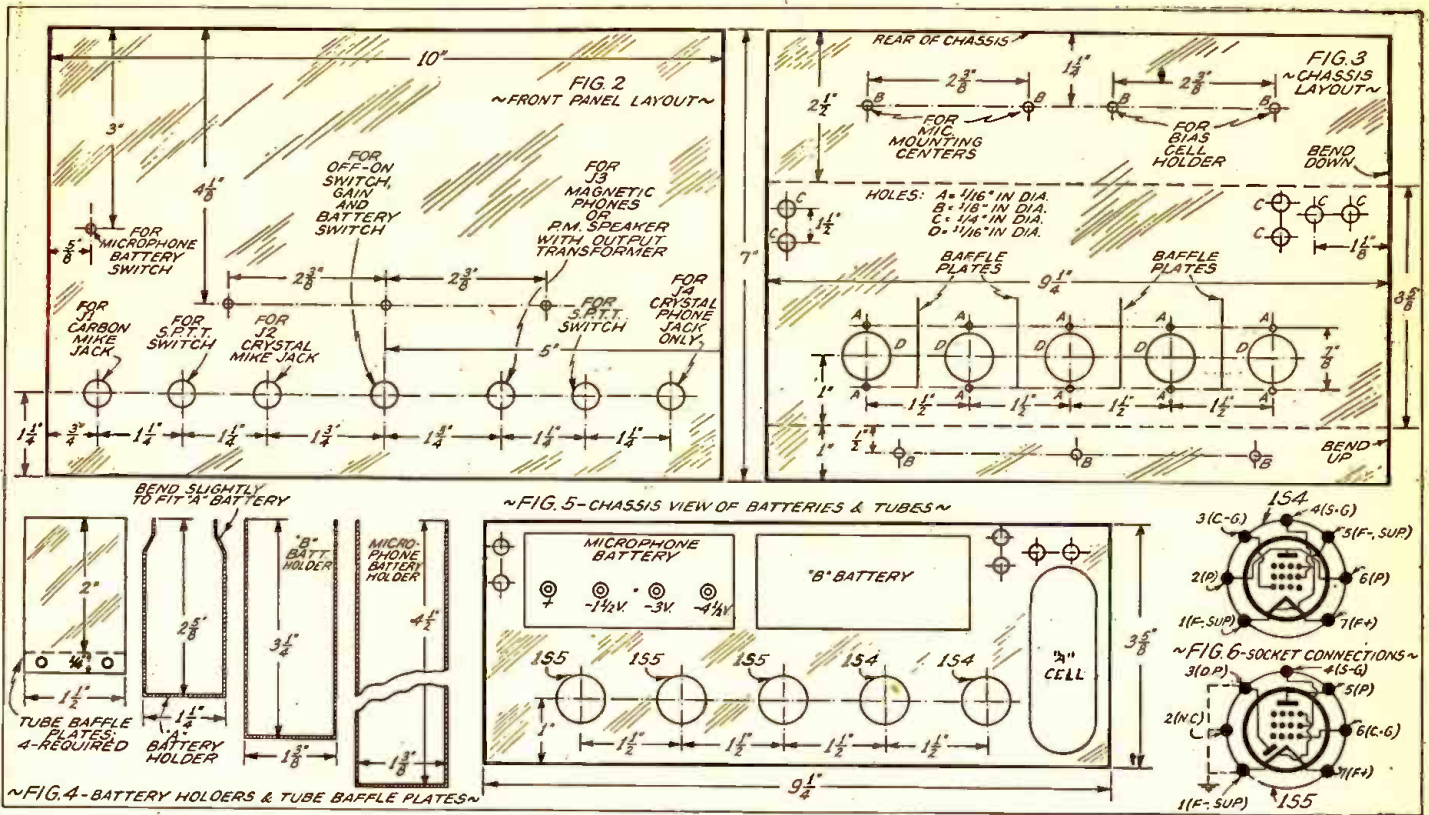 10"
FIG. 2
~FRONT PANEL LAYOUT~
3"
4 1/8"
FOR
OFF-ON
SWITCH,
GAIN
AND
BATTERY
SWITCH
FOR
J3
MAGNETIC
PHONES
OR
P.M. SPEAKER
WITH OUTPUT
TRANSFORMER
5/8"
FOR
MICROPHONE
BATTERY
SWITCH
2 3/8"
2 3/8"
FOR
J1
CARBON
MIKE
JACK
FOR
S.P.T.T.
SWITCH
FOR
J2
CRYSTAL
MIKE JACK
FOR
S.P.T.T.
SWITCH
FOR
J4
CRYSTAL
PHONE
JACK
ONLY
5"
1 1/4"
3/4"
1 1/4"
1 1/4"
1 3/4"
1 3/4"
1 1/4"
1 1/4"
7"
REAR OF CHASSIS
FIG. 3
~CHASSIS
LAYOUT~
2 1/2"
2 3/8"
1 1/4"
2 3/8"
B
B
B
B
FOR
MIC.
MOUNTING
CENTERS
FOR
BIAS
CELL
HOLDER
BEND
DOWN
HOLES: A= 1/16" IN DIA.
B= 1/8" IN DIA.
C= 1/4" IN DIA.
D= 11/16" IN DIA.
C
C
1 1/2"
C
C
C
C
1 1/8"
BAFFLE
PLATES
BAFFLE
PLATES
9 1/4"
8 5/8"
A
A
A
A
A
D
D
D
D
D
7/8"
1"
A
A
A
A
A
1 1/2"
1 1/2"
1 1/2"
1 1/2"
1/2"
1"
B
B
B
BEND
UP
BEND SLIGHTLY
TO FIT "A" BATTERY
2"
1/4"
1 1/2"
TUBE BAFFLE
PLATES;
4-REQUIRED
2 5/8"
1 1/4"
"A"
BATTERY
HOLDER
"B"
BATT.
HOLDER
3 1/4"
1 3/8"
MICRO-
PHONE
BATTERY
HOLDER
4 1/2"
1 3/8"
~FIG. 4-BATTERY HOLDERS & TUBE BAFFLE PLATES~
~FIG. 5-CHASSIS VIEW OF BATTERIES & TUBES~
MICROPHONE
BATTERY
+
-1 1/2V.
-3V.
-4 1/2V.
"B" BATTERY
"A"
CELL
3 5/8"
1S5
1S5
1S5
1S4
1S4
1"
1 1/2"
1 1/2"
1 1/2"
1 1/2"
9 1/4"
1S4
3(C-G)
4(S-G)
5(F-, SUP.)
2(P)
6(P)
1(F-, SUP)
7(F+)
~FIG. 6-SOCKET CONNECTIONS~
3(D.P)
4(S-G)
5(P)
2(N.C)
6(C-G)
7(F+)
1(F-, SUP)
1S5